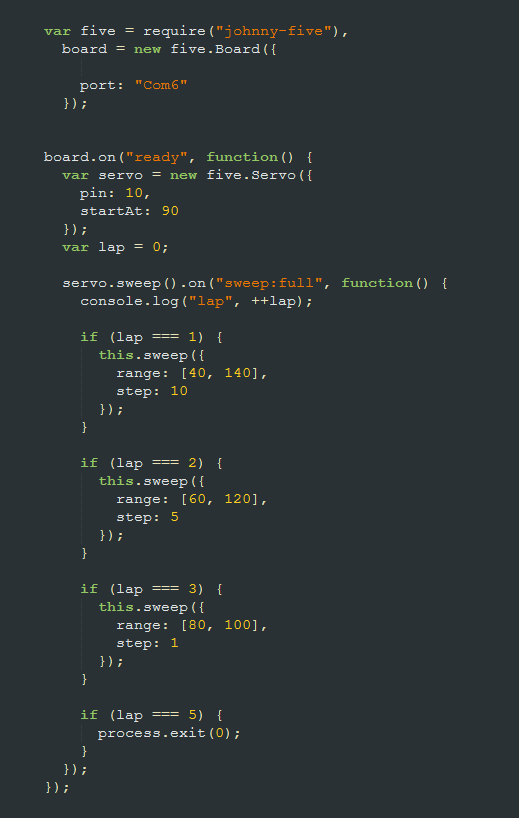 var five = require("johnny-five"),
  board = new five.Board({

    port: "Com6"
  });


board.on("ready", function() {
  var servo = new five.Servo({
    pin: 10,
    startAt: 90
  });
  var lap = 0;

  servo.sweep().on("sweep:full", function() {
    console.log("lap", ++lap);

    if (lap === 1) {
      this.sweep({
        range: [40, 140],
        step: 10
      });
    }

    if (lap === 2) {
      this.sweep({
        range: [60, 120],
        step: 5
      });
    }

    if (lap === 3) {
      this.sweep({
        range: [80, 100],
        step: 1
      });
    }

    if (lap === 5) {
      process.exit(0);
    }
  });
});